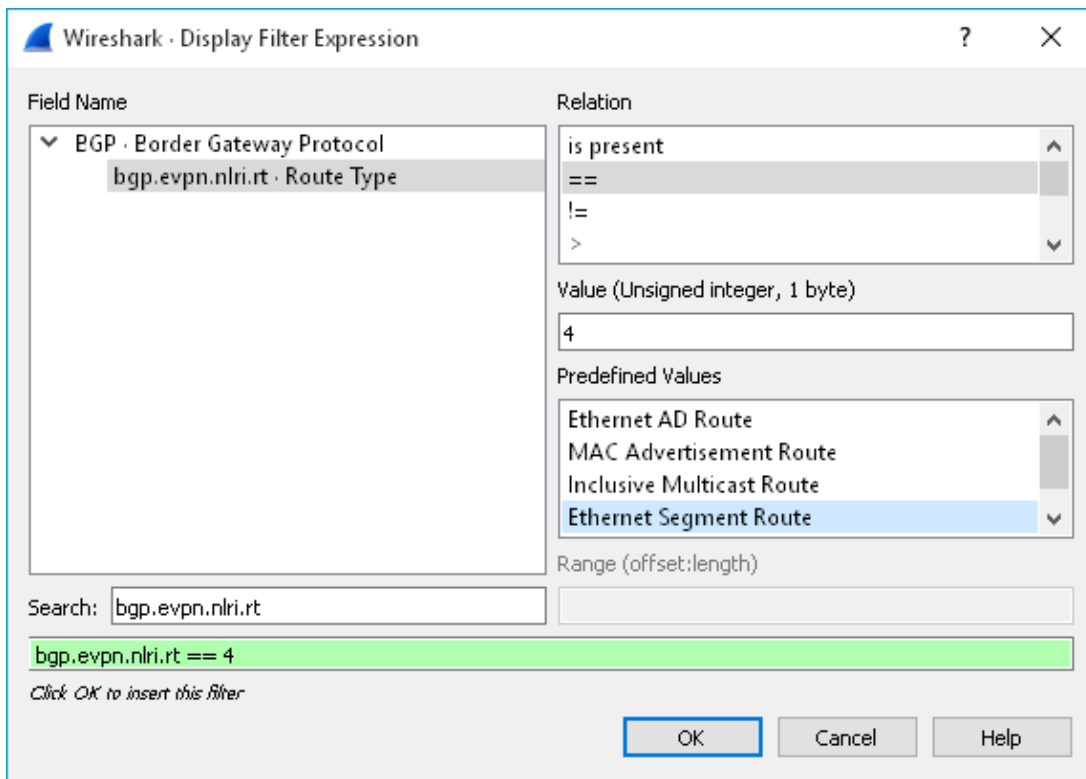 Wireshark · Display Filter Expression
?
Field Name
BGP · Border Gateway Protocol
bgp.evpn.nlri.rt · Route Type
Search:
bgp.evpn.nlri.rt
Relation
is present
==
!=
>
Value (Unsigned integer, 1 byte)
4
Predefined Values
Ethernet AD Route
MAC Advertisement Route
Inclusive Multicast Route
Ethernet Segment Route
Range (offset:length)
bgp.evpn.nlri.rt == 4
Click OK to insert this filter
OK
Cancel
Help